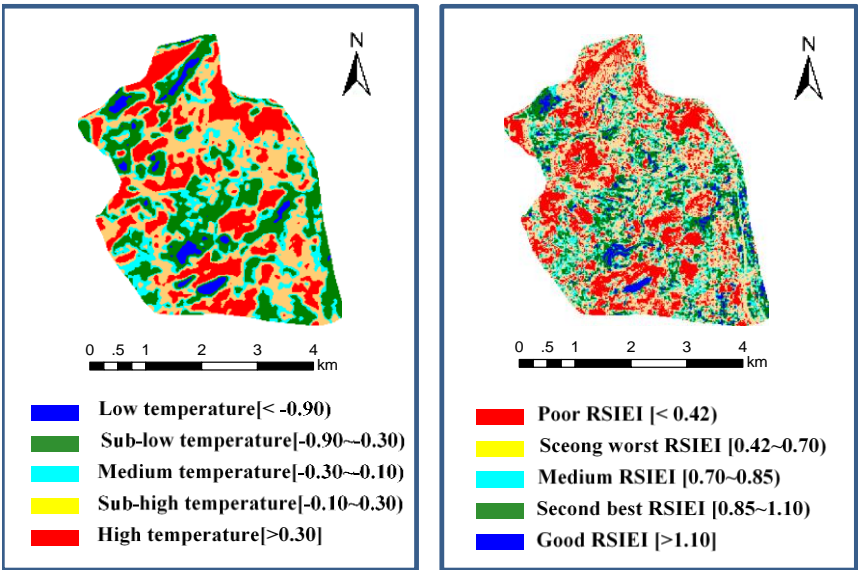 N
0 .5 1 2 3 4
km
Low temperature[< -0.90)
Sub-low temperature[-0.90~-0.30)
Medium temperature[-0.30~-0.10)
Sub-high temperature[-0.10~0.30)
High temperature[>0.30]
N
0 .5 1 2 3 4
km
Poor RSIEI [< 0.42)
Sceong worst RSIEI [0.42~0.70)
Medium RSIEI [0.70~0.85)
Second best RSIEI [0.85~1.10)
Good RSIEI [>1.10]